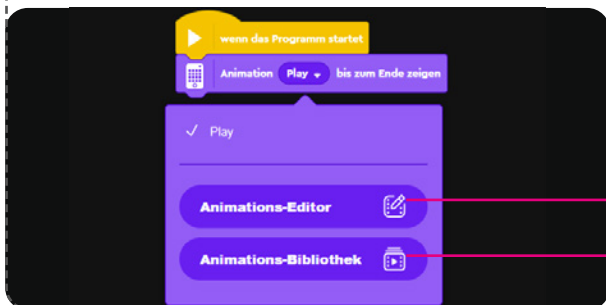 wenn das Programm startet
Animation Play bis zum Ende zeigen
Play
Animations-Editor
Animations-Bibliothek